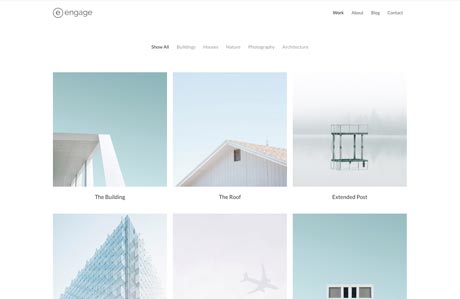 e engage
Work About Blog Contact
Show All Buildings Houses Nature Photography Architecture
The Building The Roof Extended Post